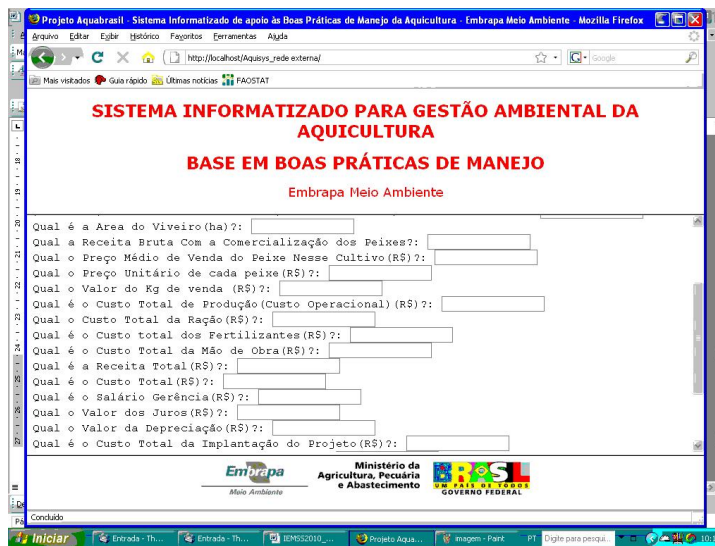 Projeto Aquabrasil - Sistema Informatizado de apoio às Boas Práticas de Manejo da Aquicultura - Embrapa Meio Ambiente - Mozilla Firefox
Arquivo Editar Exibir Histórico Favoritos Ferramentas Ajuda
http://localhost/Aquisys_rede externa/
Google
Mais visitados Guia rápido Últimas notícias FAOSTAT
SISTEMA INFORMATIZADO PARA GESTÃO AMBIENTAL DA
AQUICULTURA
BASE EM BOAS PRÁTICAS DE MANEJO
Embrapa Meio Ambiente
Qual é a Area do Viveiro(ha)?:
Qual a Receita Bruta Com a Comercialização dos Peixes?:
Qual o Preço Médio de Venda do Peixe Nesse Cultivo(R$)?:
Qual o Preço Unitário de cada peixe(R$)?:
Qual o Valor do Kg de venda (R$)?:
Qual é o Custo Total de Produção(Custo Operacional)(R$)?:
Qual o Custo Total da Ração(R$)?:
Qual é o Custo total dos Fertilizantes(R$)?:
Qual é o Custo Total da Mão de Obra(R$)?:
Qual é a Receita Total(R$)?:
Qual é o Custo Total(R$)?:
Qual é o Salário Gerência(R$)?:
Qual o Valor dos Juros(R$)?:
Qual o Valor da Depreciação(R$)?:
Qual é o Custo Total da Implantação do Projeto(R$)?:
Embrapa
Meio Ambiente
Ministério da
Agricultura, Pecuária
e Abastecimento
BRASIL
UM PAÍS DE TODOS
GOVERNO FEDERAL
Concluído
Iniciar Entrada - Th... Entrada - Th... IEMSS2010_... Projeto Aqua... imagem - Paint PT Digite para pesqui... 10:1